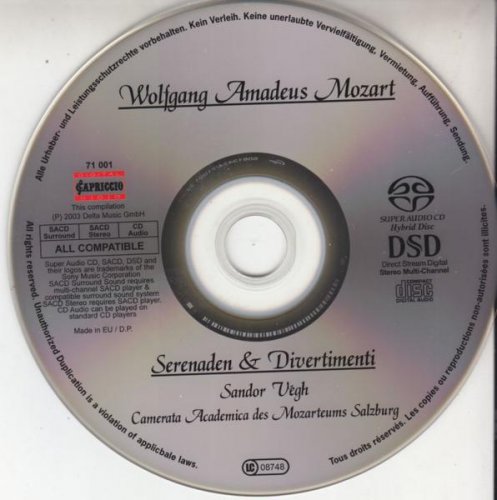 Alle Urheber- und Leistungsschutzrechte vorbehalten. Kein Verleih. Keine unerlaubte Vervielfältigung, Vermietung, Aufführung, Sendung.
Wolfgang Amadeus Mozart
71 001
DIGITAL
CAPRICCIO
AUDIO
This compilation
(P) 2003 Delta Music GmbH
SACD Surround
SACD Stereo
CD Audio
ALL COMPATIBLE
Super Audio CD, SACD, DSD and
their logos are trademarks of the
Sony Music Corporation
SACD Surround Sound requires
multi-channel SACD player &
compatible surround sound system
SACD Stereo requires SACD player.
CD Audio can be played on
standard CD players
Made in EU / D.P.
SUPER AUDIO CD
Hybrid Disc
DSD
Direct Stream Digital
Stereo Multi-Channel
COMPACT
disc
DIGITAL AUDIO
Serenaden & Divertimenti
Sandor Vègh
Camerata Academica des Mozarteums Salzburg
LC 08748
All rights reserved. Unauthorized Duplication is a violation of applicbale laws.
Tous droits réservés. Les copies ou reproductions non-autorisées sont illicites.